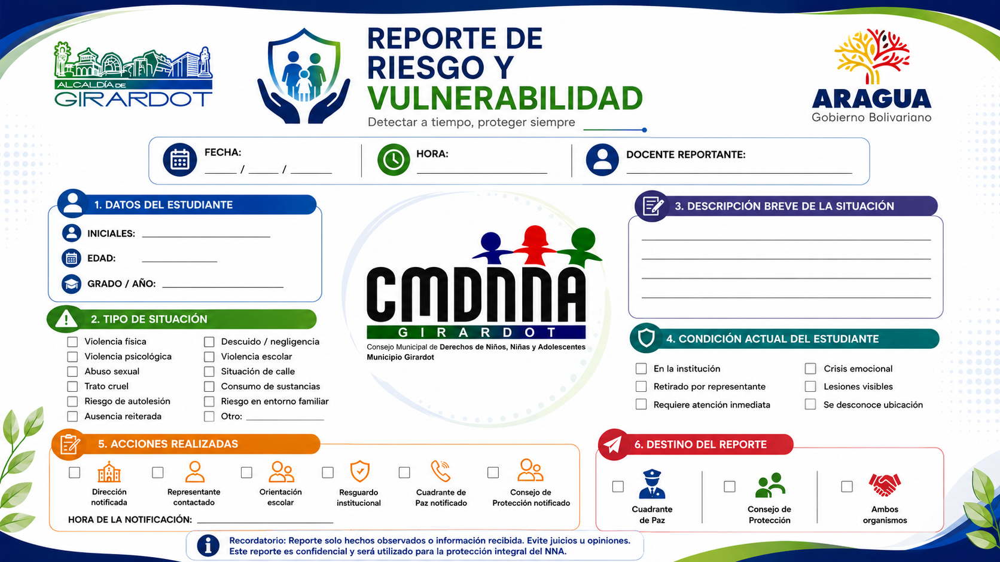 ALCALDÍA DE
GIRARDOT
REPORTE DE
RIESGO Y
VULNERABILIDAD
Detectar a tiempo, proteger siempre
ARAGUA
Gobierno Bolivariano
FECHA:
_____ / _____ / _______
HORA:
DOCENTE REPORTANTE:
1. DATOS DEL ESTUDIANTE
INICIALES:
EDAD:
GRADO / AÑO:
2. TIPO DE SITUACIÓN
Violencia física
Violencia psicológica
Abuso sexual
Trato cruel
Riesgo de autolesión
Ausencia reiterada
Descuido / negligencia
Violencia escolar
Situación de calle
Consumo de sustancias
Riesgo en entorno familiar
Otro:
CMDNNA
GIRARDOT
Consejo Municipal de Derechos de Niños, Niñas y Adolescentes
Municipio Girardot
3. DESCRIPCIÓN BREVE DE LA SITUACIÓN
4. CONDICIÓN ACTUAL DEL ESTUDIANTE
En la institución
Retirado por representante
Requiere atención inmediata
Crisis emocional
Lesiones visibles
Se desconoce ubicación
5. ACCIONES REALIZADAS
Dirección
notificada
Representante
contactado
Orientación
escolar
Resguardo
institucional
Cuadrante de
Paz notificado
Consejo de
Protección notificado
HORA DE LA NOTIFICACIÓN:
6. DESTINO DEL REPORTE
Cuadrante
de Paz
Consejo de
Protección
Ambos
organismos
Recordatorio: Reporte solo hechos observados o información recibida. Evite juicios u opiniones.
Este reporte es confidencial y será utilizado para la protección integral del NNA.